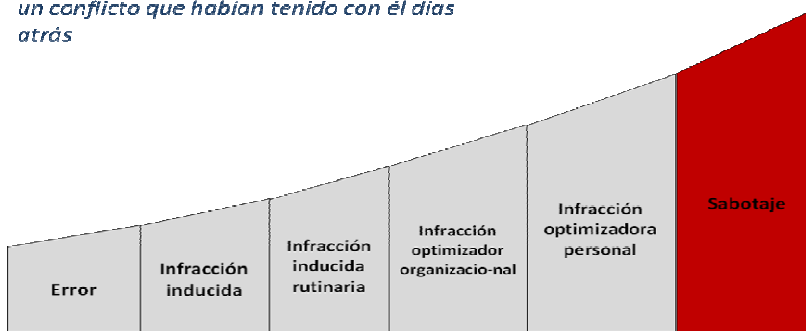 un conflicto que habían tenido con él días
atrás
Error
Infracción
inducida
Infracción
inducida
rutinaria
Infracción
optimizador
organizacio-nal
Infracción
optimizadora
personal
Sabotaje